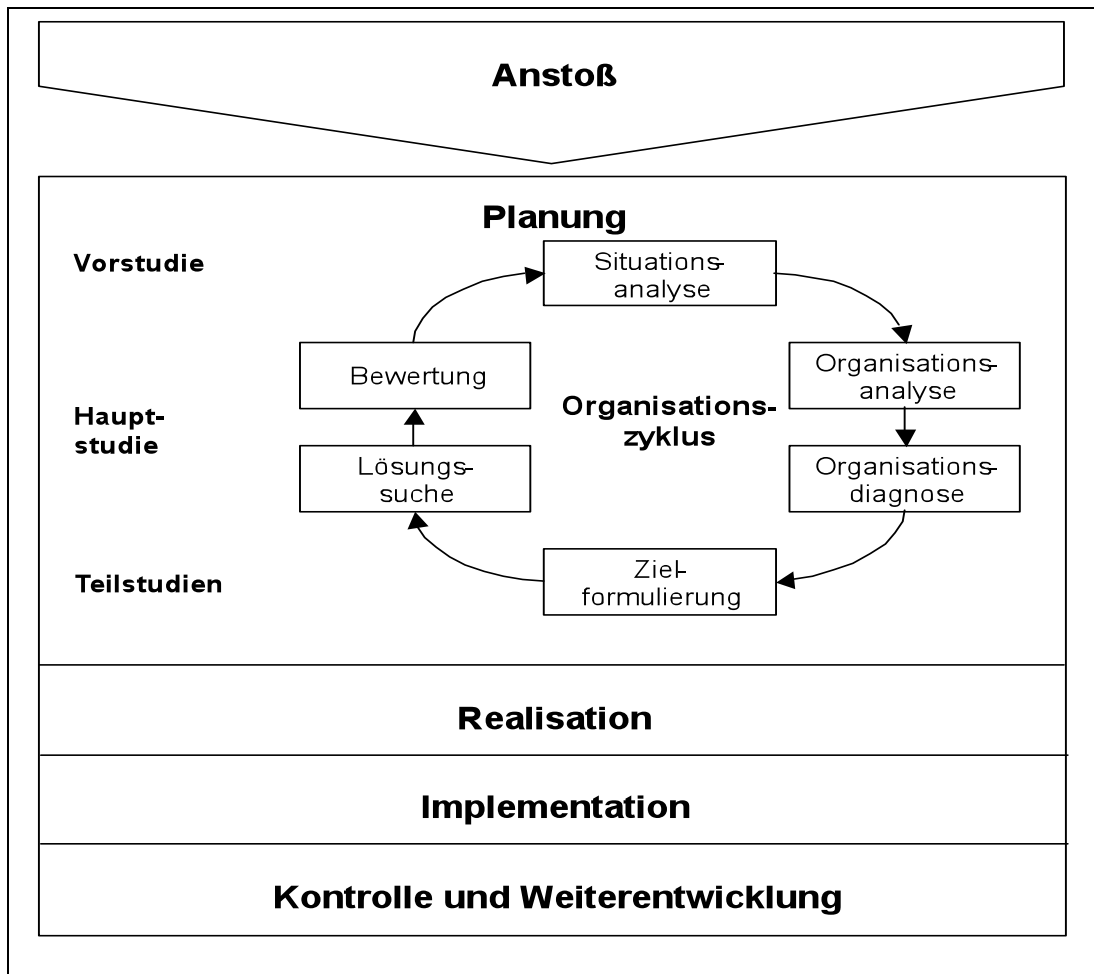 Anstoß
Planung
Vorstudie
Situations-
analyse
Bewertung
Organisations-
analyse
Haupt-
studie
Organisations-
zyklus
Lösungs-
suche
Organisations-
diagnose
Teilstudien
Ziel-
formulierung
Realisation
Implementation
Kontrolle und Weiterentwicklung